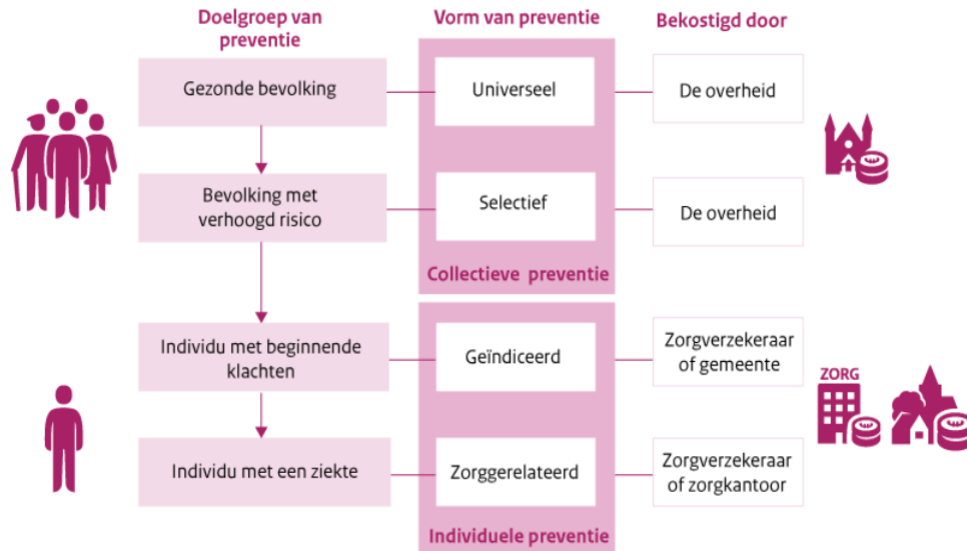 Doelgroep van
preventie
Vorm van preventie
Bekostigd door
Gezonde bevolking
Universeel
De overheid
Bevolking met
verhoogd risico
Selectief
De overheid
Collectieve preventie
Individu met beginnende
klachten
Geïndiceerd
Zorgverzekeraar
of gemeente
ZORG
Individu met een ziekte
Zorggerelateerd
Zorgverzekeraar
of zorgkantoor
Individuele preventie